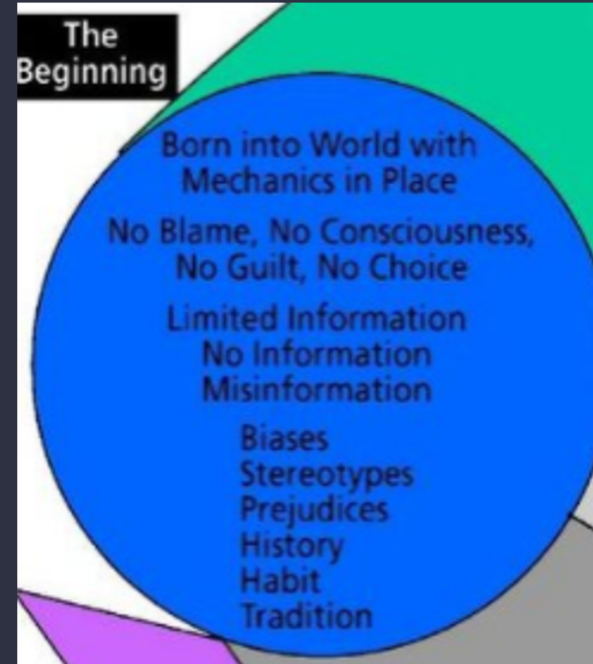 The
Beginning
Born into World with
Mechanics in Place
No Blame, No Consciousness,
No Guilt, No Choice
Limited Information
No Information
Misinformation
Biases
Stereotypes
Prejudices
History
Habit
Tradition